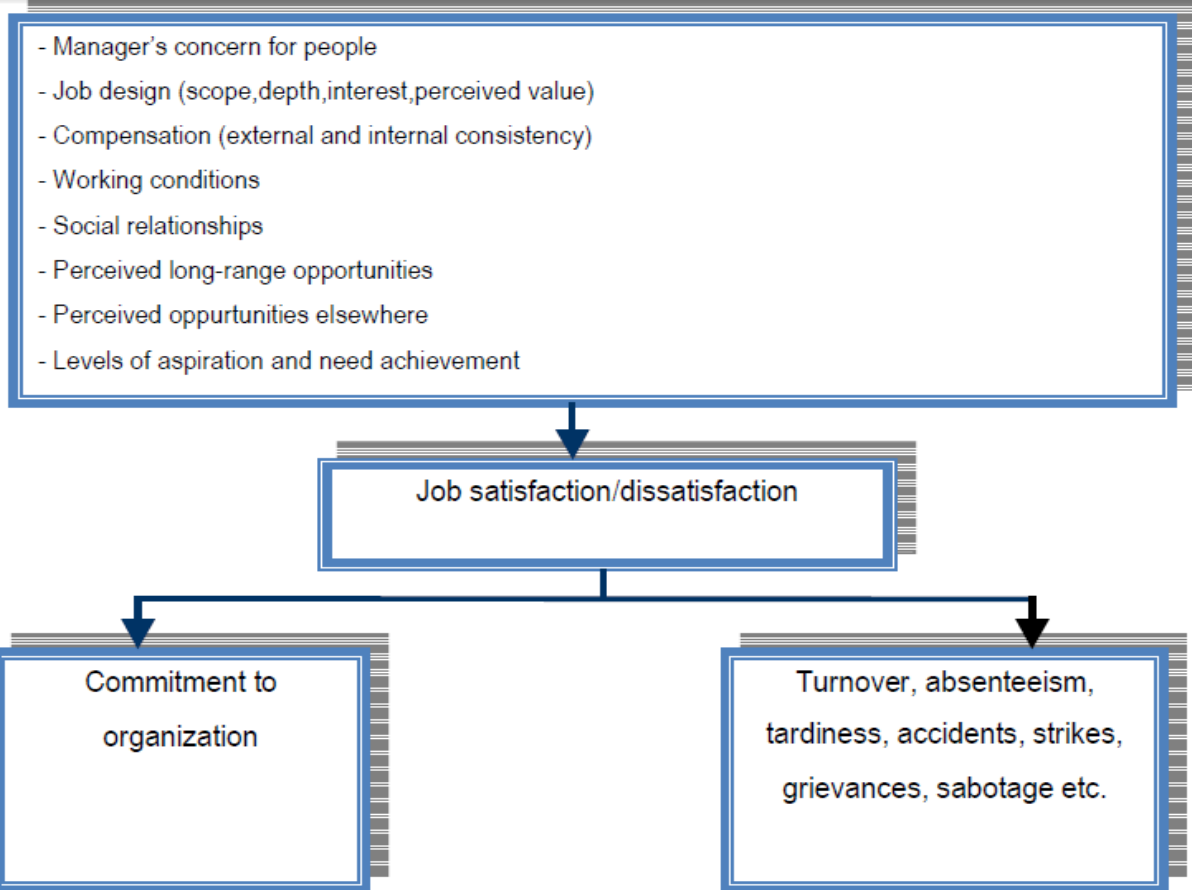 - Manager’s concern for people
- Job design (scope,depth,interest,perceived value)
- Compensation (external and internal consistency)
- Working conditions
- Social relationships
- Perceived long-range opportunities
- Perceived oppurtunities elsewhere
- Levels of aspiration and need achievement
Job satisfaction/dissatisfaction
Commitment to
organization
Turnover, absenteeism,
tardiness, accidents, strikes,
grievances, sabotage etc.